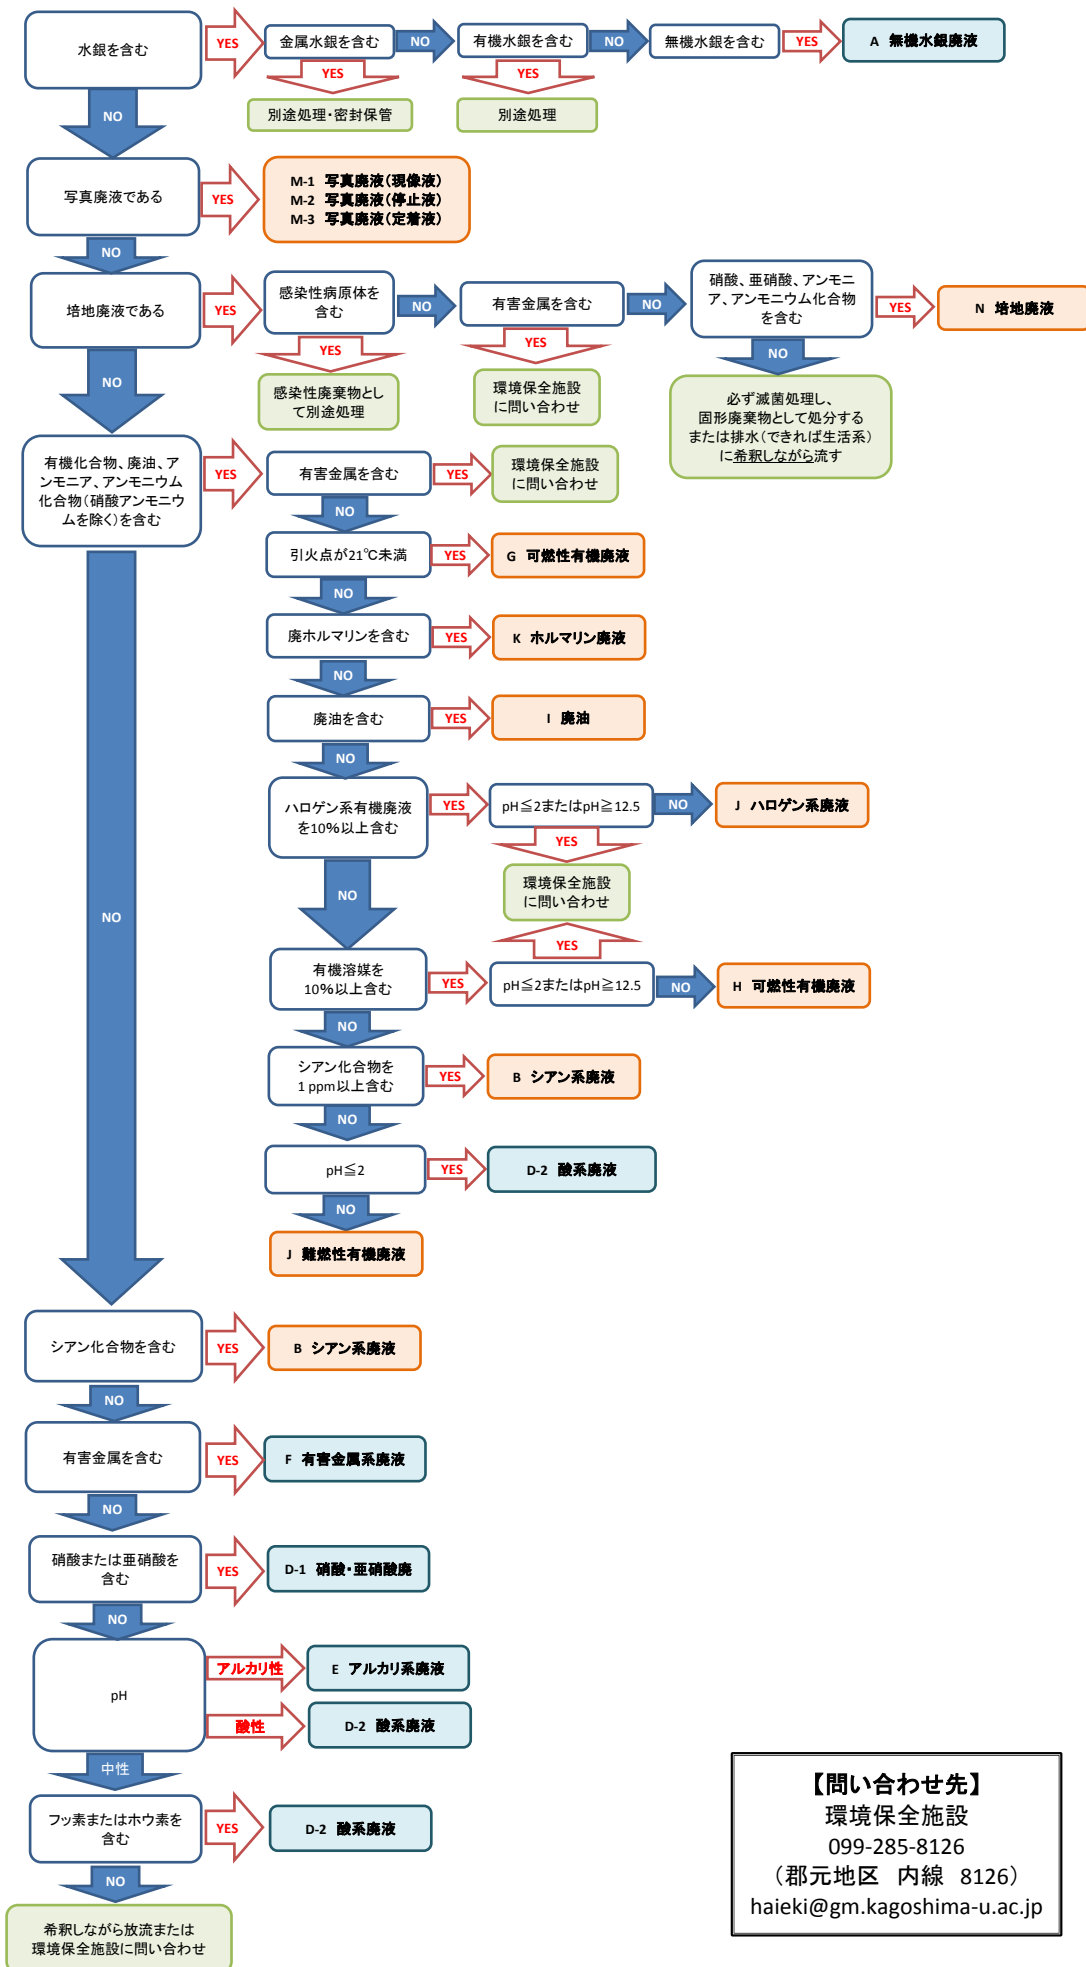 水銀を含む
YES
金属水銀を含む
NO
有機水銀を含む
NO
無機水銀を含む
YES
A 無機水銀廃液
YES
YES
別途処理・密封保管
別途処理
NO
写真廃液である
YES
M-1 写真廃液(現像液)
M-2 写真廃液(停止液)
M-3 写真廃液(定着液)
NO
培地廃液である
YES
感染性病原体を
含む
NO
有害金属を含む
NO
硝酸、亜硝酸、アンモニ
ア、アンモニウム化合物
を含む
YES
N 培地廃液
YES
YES
NO
感染性廃棄物とし
て別途処理
環境保全施設
に問い合わせ
必ず滅菌処理し、
固形廃棄物として処分する
または排水(できれば生活系)
に希釈しながら流す
NO
有機化合物、廃油、ア
ンモニア、アンモニウム
化合物(硝酸アンモニウ
ムを除く)を含む
YES
有害金属を含む
YES
環境保全施設
に問い合わせ
NO
引火点が21℃未満
YES
G 可燃性有機廃液
NO
廃ホルマリンを含む
YES
K ホルマリン廃液
NO
廃油を含む
YES
I 廃油
NO
ハロゲン系有機廃液
を10%以上含む
YES
pH≦2またはpH≧12.5
NO
J ハロゲン系廃液
YES
環境保全施設
に問い合わせ
NO
YES
有機溶媒を
10%以上含む
YES
pH≦2またはpH≧12.5
NO
H 可燃性有機廃液
NO
シアン化合物を
1 ppm以上含む
YES
B シアン系廃液
NO
pH≦2
YES
D-2 酸系廃液
NO
J 難燃性有機廃液
NO
シアン化合物を含む
YES
B シアン系廃液
NO
有害金属を含む
YES
F 有害金属系廃液
NO
硝酸または亜硝酸を
含む
YES
D-1 硝酸・亜硝酸廃
NO
pH
アルカリ性
E アルカリ系廃液
酸性
D-2 酸系廃液
中性
フッ素またはホウ素を
含む
YES
D-2 酸系廃液
NO
希釈しながら放流または
環境保全施設に問い合わせ
【問い合わせ先】
環境保全施設
099-285-8126
(郡元地区 内線 8126)
haieki@gm.kagoshima-u.ac.jp